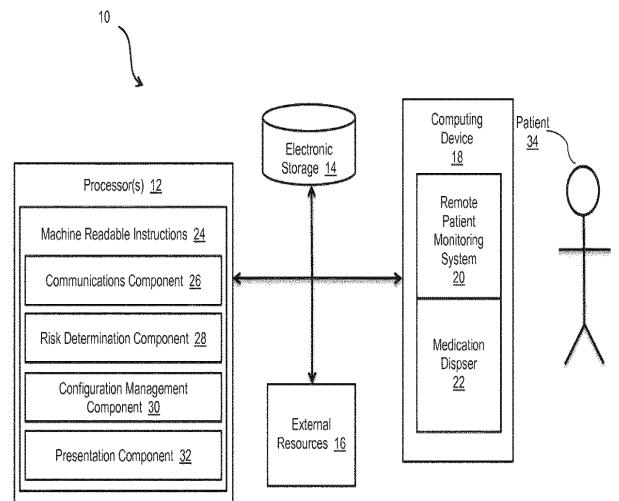 10
Processor(s) 12
Machine Readable Instructions 24
Communications Component 26
Risk Determination Component 28
Configuration Management
Component 30
Presentation Component 32
Electronic
Storage 14
External
Resources 16
Computing
Device
18
Remote
Patient
Monitoring
System
20
Medication
Dispser
22
Patient
34